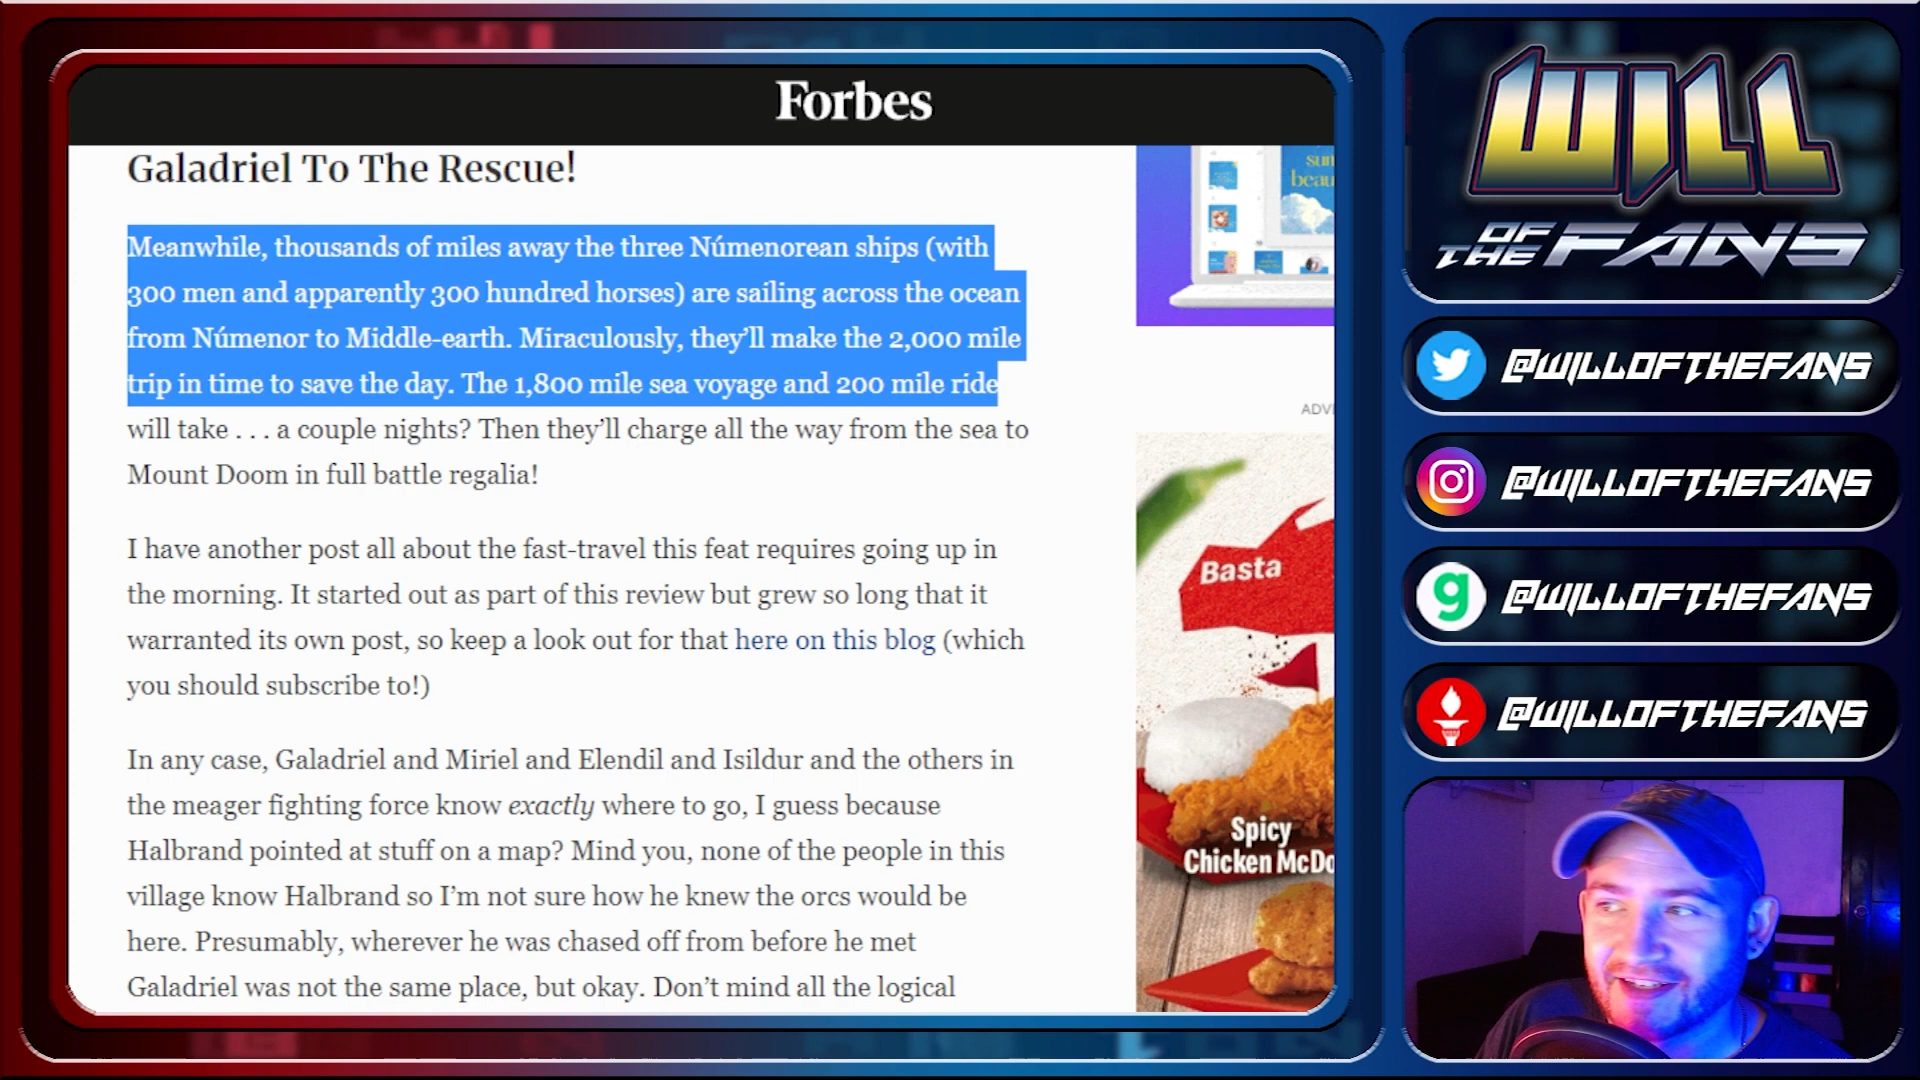 Forbes
Galadriel To The Rescue!
Meanwhile, thousands of miles away the three Númenorean ships (with
300 men and apparently 300 hundred horses) are sailing across the ocean
from Númenor to Middle-earth. Miraculously, they'll make the 2,000 mile
trip in time to save the day. The 1,800 mile sea voyage and 200 mile ride
will take . . . a couple nights? Then they'll charge all the way from the sea to
Mount Doom in full battle regalia!
I have another post all about the fast-travel this feat requires going up in
the morning. It started out as part of this review but grew so long that it
warranted its own post, so keep a look out for that here on this blog (which
you should subscribe to!)
In any case, Galadriel and Miriel and Elendil and Isildur and the others in
the meager fighting force know exactly where to go, I guess because
Halbrand pointed at stuff on a map? Mind you, none of the people in this
village know Halbrand so I'm not sure how he knew the orcs would be
here. Presumably, wherever he was chased off from before he met
Galadriel was not the same place, but okay. Don't mind all the logical
sun
beau
ADVE
Basta
Spicy
Chicken McDo
WILL
OF THE FANS
@WILLOFTHEFANS
@WILLOFTHEFANS
g @WILLOFTHEFANS
@WILLOFTHEFANS